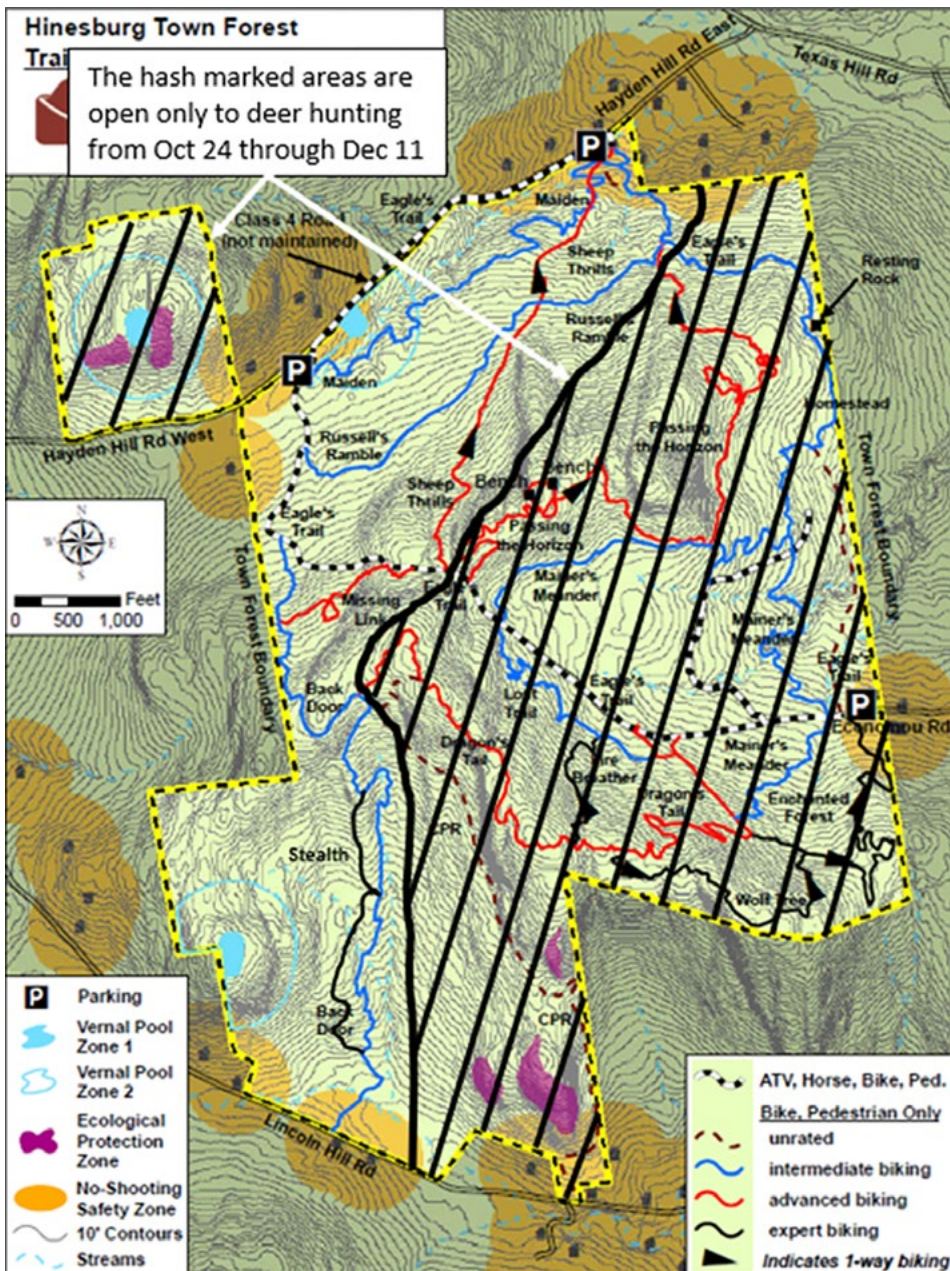 Hinesburg Town Forest
Trai
The hash marked areas are
open only to deer hunting
from Oct 24 through Dec 11
Hayden Hill Rd East
Texas Hill Rd
P
Eagle's
Trail
Maiden
Class 4 Road
(not maintained)
Sheep
Thrills
Eagle's
Trail
Resting
Rock
Russell's
Ramble
P
Maiden
Homestead
Hayden Hill Rd West
Russell's
Ramble
Passing
the Horizon
Sheep
Thrills
Bench
Bench
Town Forest Boundary
Eagle's
Trail
Passing
the Horizon
N
W
E
S
Feet
0 500 1,000
Town Forest Boundary
Mainer's
Meander
Missing
Link
Trail
Mainer's
Meander
Eagle's
Trail
Back
Door
Lost
Trail
Eagle's
Trail
P
Economou Rd
Dragon's
Tail
Mainer's
Meander
Fire
Breather
Dragon's
Tail
Enchanted
Forest
CPR
Stealth
Wolf Tree
Back
Door
CPR
Lincoln Hill Rd
P Parking
Vernal Pool
Zone 1
Vernal Pool
Zone 2
Ecological
Protection
Zone
No-Shooting
Safety Zone
10' Contours
Streams
ATV, Horse, Bike, Ped.
Bike, Pedestrian Only
unrated
intermediate biking
advanced biking
expert biking
Indicates 1-way biking